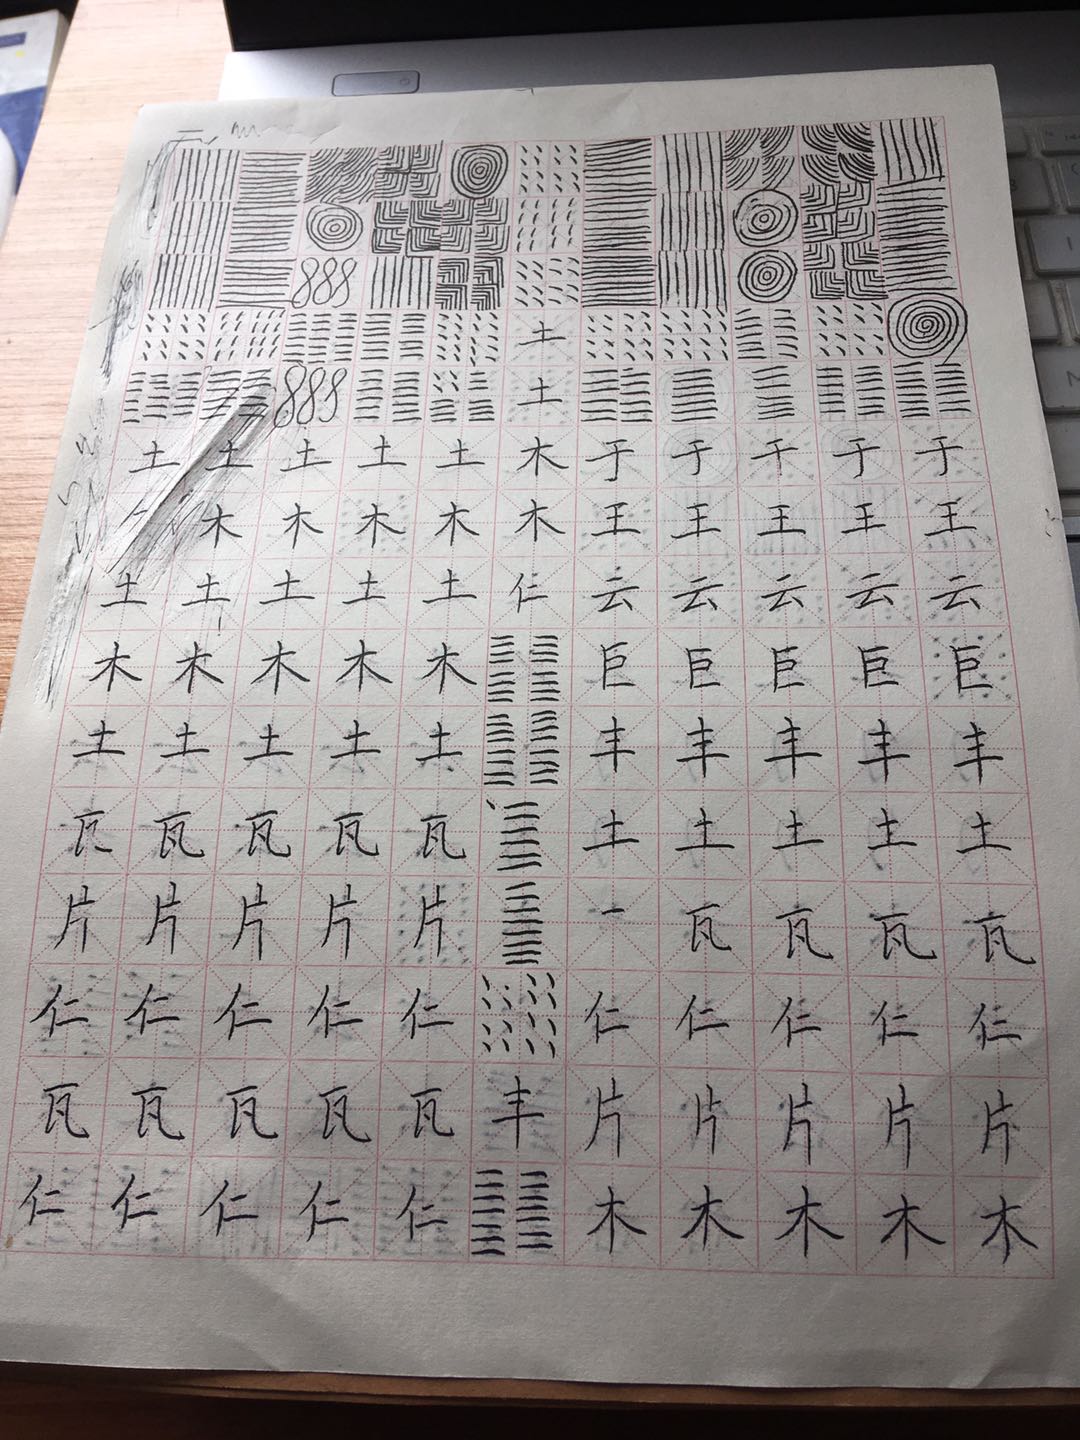 土
土
土 土 土 土 土 木 于 于 于 于 于
木 木 木 木 木 王 王 王 王 王
土 土 土 土 土 仁 云 云 云 云 云
木 木 木 木 木 巨 巨 巨 巨 巨
土 土 土 土 土 丰 丰 丰 丰 丰
瓦 瓦 瓦 瓦 土 土 土 土 土
片 片 片 片 片 一 瓦 瓦 瓦 瓦
仁 仁 仁 仁 仁 仁 仁 仁 仁 仁
瓦 瓦 瓦 瓦 瓦 丰 片 片 片 片 片
仁 仁 仁 仁 仁 木 木 木 木 木